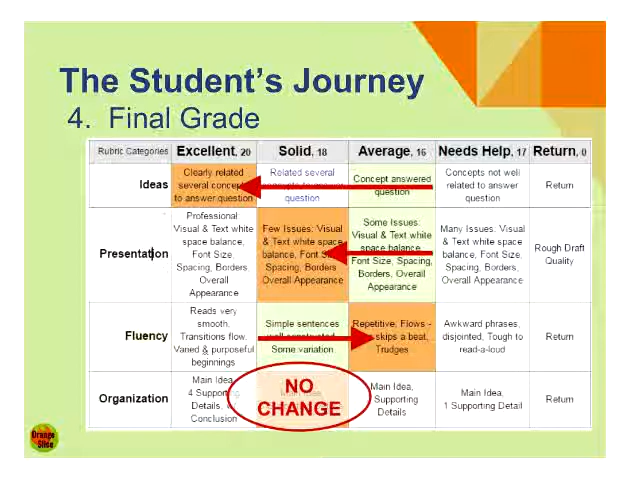 The Student's Journey
4. Final Grade
Rubric Categories Excellent, 20 Solid, 18 Average, 16 Needs Help, 17 Return, 0
Ideas
Clearly related
several
to answer question
Related several
question
Concept answered
question
Concepts not well
related to answer
question
Return
Presentation
Professional
Visual & Text white
space balance,
Font Size,
Spacing, Borders,
Overall
Appearance
Few Issues: Visual
& Text white space
balance, Font
Spacing, Borders
Overall Appearance
Some Issues:
Visual & Text white
space balance
Font Size, Spacing,
Borders, Overall
Appearance
Many Issues: Visual
& Text white space
balance, Font Size,
Spacing, Borders,
Overall Appearance
Rough Draft
Quality
Fluency
Reads very
smooth.
Transitions flow.
Varied & purposeful
beginnings
Simple sentences
Some variation.
Repetitive, Flows -
skips a beat,
Trudges
Awkward phrases,
disjointed, Tough to
read-a-loud
Return
Organization
Main Idea,
4 Supporting
Details,
Conclusion
NO
CHANGE
Main Idea,
Supporting
Details
Main Idea,
1 Supporting Detail
Return
Orange
Slice